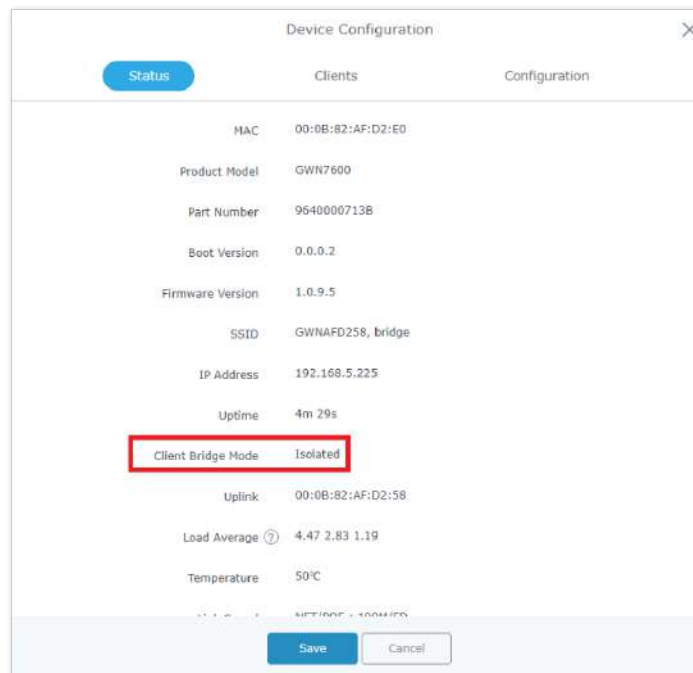 Device Configuration
Status Clients Configuration
MAC 00:0B:82:AF:D2:E0
Product Model GWN7600
Part Number 9640000713B
Boot Version 0.0.0.2
Firmware Version 1.0.9.5
SSID GWNAFD258, bridge
IP Address 192.168.5.225
Uptime 4m 29s
Client Bridge Mode Isolated
Uplink 00:0B:82:AF:D2:58
Load Average ? 4.47 2.83 1.19
Temperature 50°C
Save Cancel